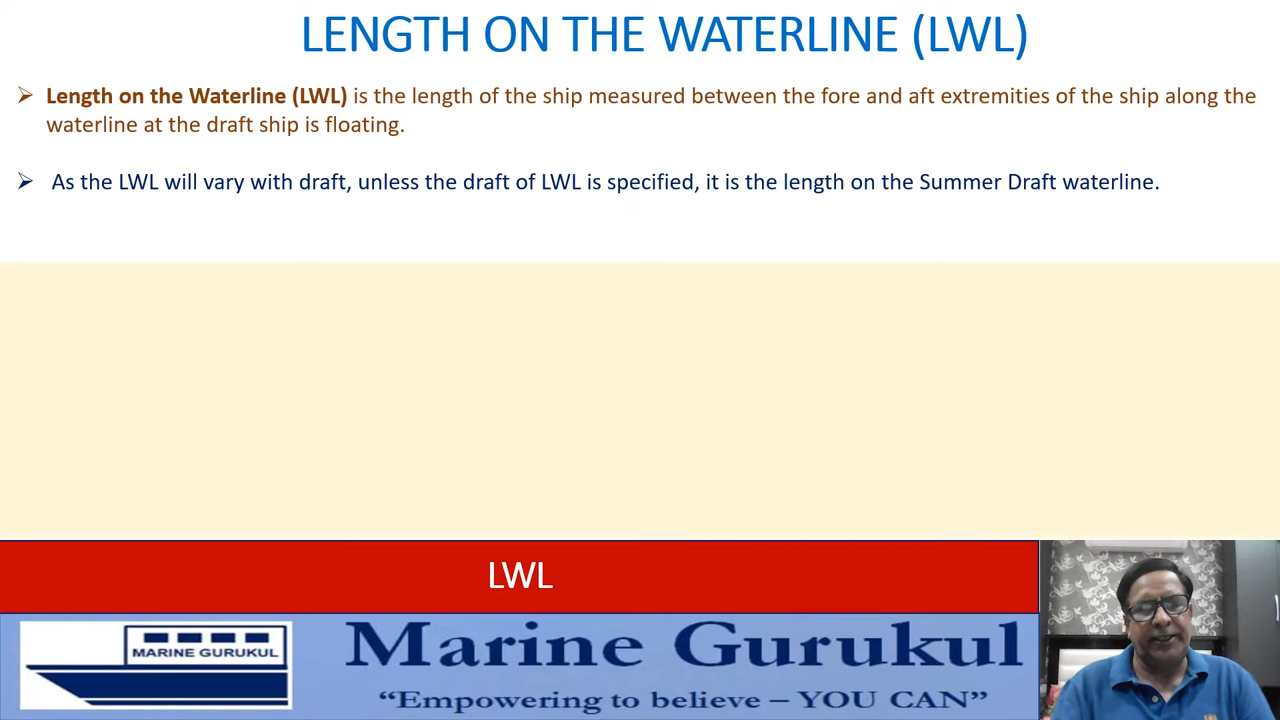 LENGTH ON THE WATERLINE (LWL)
➢ Length on the Waterline (LWL) is the length of the ship measured between the fore and aft extremities of the ship along the
waterline at the draft ship is floating.
➢ As the LWL will vary with draft, unless the draft of LWL is specified, it is the length on the Summer Draft waterline.
LWL
MARINE GURUKUL
Marine Gurukul
“Empowering to believe – YOU CAN”